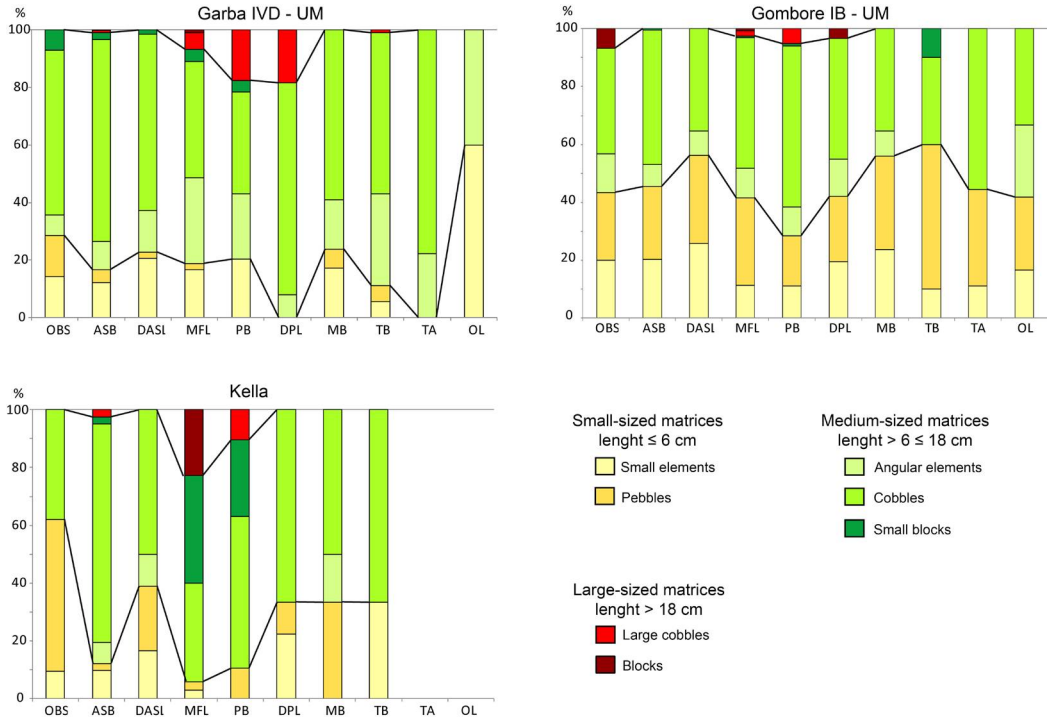 Garba IVD - UM
%
100
80
60
40
20
0
OBS ASB DASL MFL PB DPL MB TB TA OL
Gombore IB - UM
%
100
80
60
40
20
0
OBS ASB DASL MFL PB DPL MB TB TA OL
Kella
%
100
80
60
40
20
0
OBS ASB DASL MFL PB DPL MB TB TA OL
Small-sized matrices
lenght ≤ 6 cm
Small elements
Pebbles
Medium-sized matrices
lenght > 6 ≤ 18 cm
Angular elements
Cobbles
Small blocks
Large-sized matrices
lenght > 18 cm
Large cobbles
Blocks